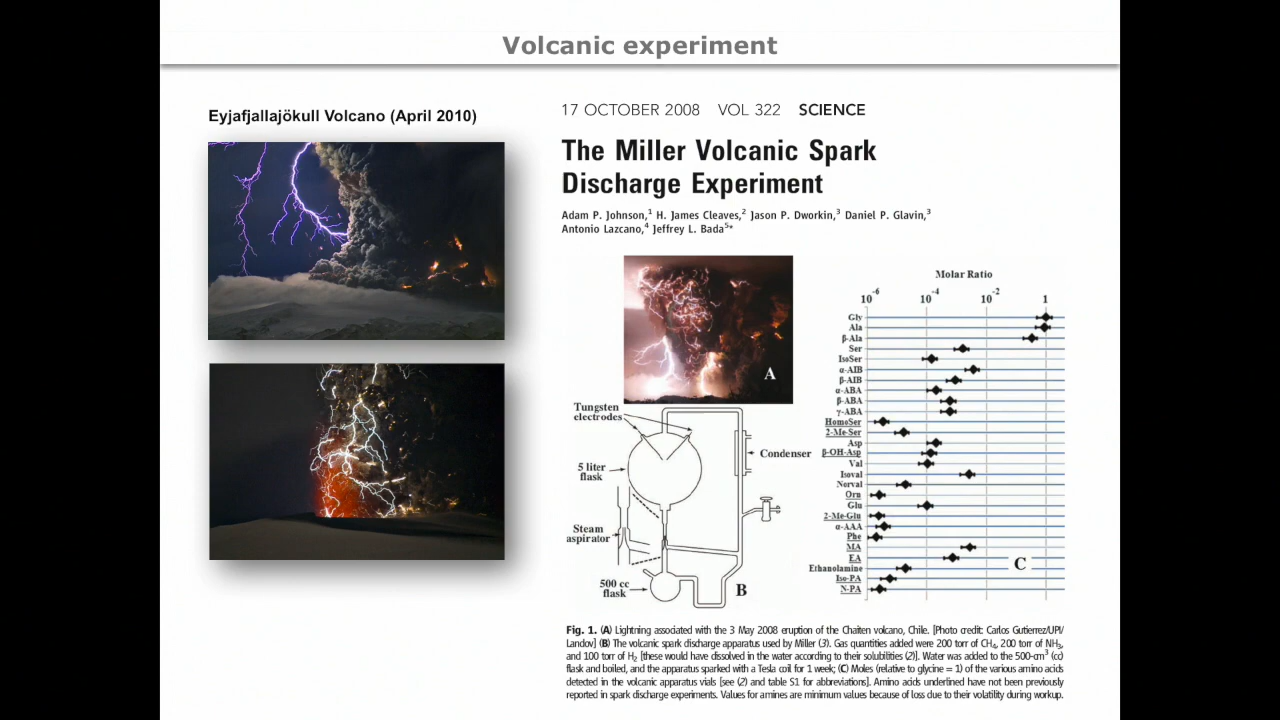 Volcanic experiment
Eyjafjallajökull Volcano (April 2010)
17 OCTOBER 2008 VOL 322 SCIENCE
The Miller Volcanic Spark
Discharge Experiment
Adam P. Johnson,1 H. James Cleaves,2 Jason P. Dworkin,3 Daniel P. Glavin,3
Antonio Lazcano,4 Jeffrey L. Bada5*
A
Tungsten
electrodes
Condenser
5 liter
flask
Steam
aspirator
500 cc
flask
B
Molar Ratio
10-6 10-4 10-2 1
Gly
Ala
β-Ala
Ser
IsoSer
α-AIB
β-AIB
α-ABA
β-ABA
γ-ABA
HomoSer
2-Me-Ser
Asp
β-OH-Asp
Val
Isoval
Norval
Orn
Glu
2-Me-Glu
α-AAA
Phe
MA
EA
Ethanolamine
Iso-PA
N-PA
C
Fig. 1. (A) Lightning associated with the 3 May 2008 eruption of the Chaiten volcano, Chile. [Photo credit: Carlos Gutierrez/UPI/
Landov] (B) The volcanic spark discharge apparatus used by Miller (3). Gas quantities added were 200 torr of CH4, 200 torr of NH3,
and 100 torr of H2 [these would have dissolved in the water according to their solubilities (2)]. Water was added to the 500-cm3 (cc)
flask and boiled, and the apparatus sparked with a Tesla coil for 1 week; (C) Moles (relative to glycine = 1) of the various amino acids
detected in the volcanic apparatus vials [see (2) and table S1 for abbreviations]. Amino acids underlined have not been previously
reported in spark discharge experiments. Values for amines are minimum values because of loss due to their volatility during workup.